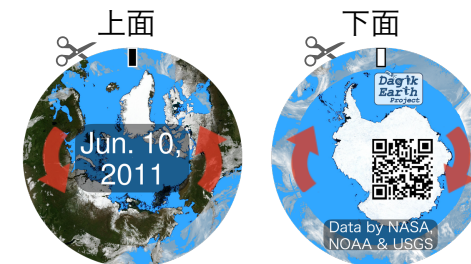 上面
下面
Jun. 10,
2011
Dagik
Earth
Project
Data by NASA,
NOAA & USGS